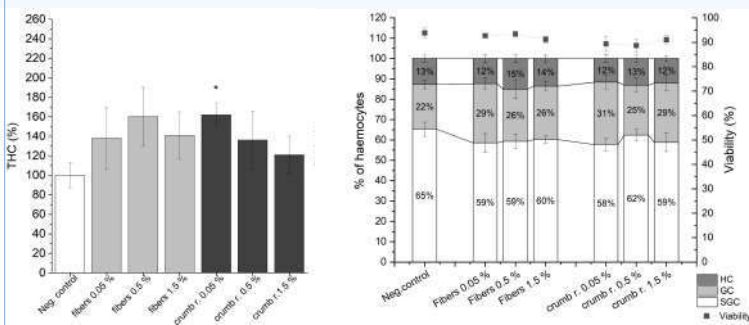 260
240
220
200
180
160
140
120
100
80
60
40
20
0
THC (%)
*
Neg. control
fibers 0.05 %
fibers 0.5 %
fibers 1.5 %
crumb r. 0.05 %
crumb r. 0.5 %
crumb r. 1.5 %
120
110
100
90
80
70
60
50
40
30
20
10
0
% of haemocytes
13% 12% 15% 14% 12% 13% 12%
22% 29% 26% 26% 31% 25% 29%
65% 59% 59% 60% 58% 62% 59%
100
90
80
70
60
50
40
30
20
10
0
Viability (%)
Neg.control
Fibers 0.05 %
Fibers 0.5 %
Fibers 1.5 %
crumb r. 0.05 %
crumb r. 0.5 %
crumb r. 1.5 %
HC
GC
SGC
Viability